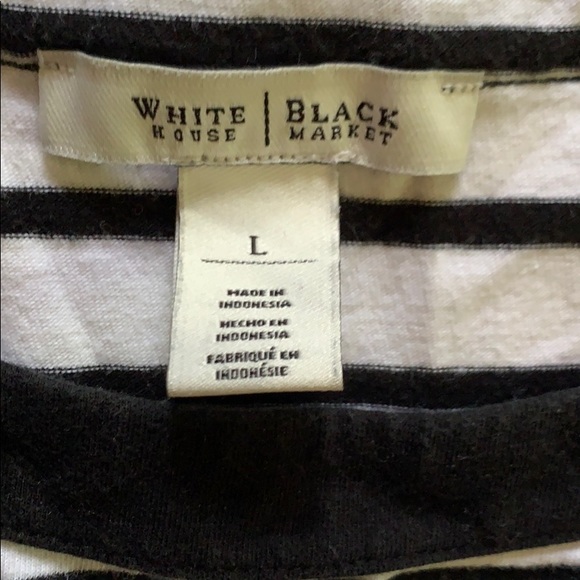 WHITE | BLACK
HOUSE | MARKET
L
MADE IN
INDONESIA
HECHO EN
INDONESIA
FABRIQUÉ EN
INDONÉSIE